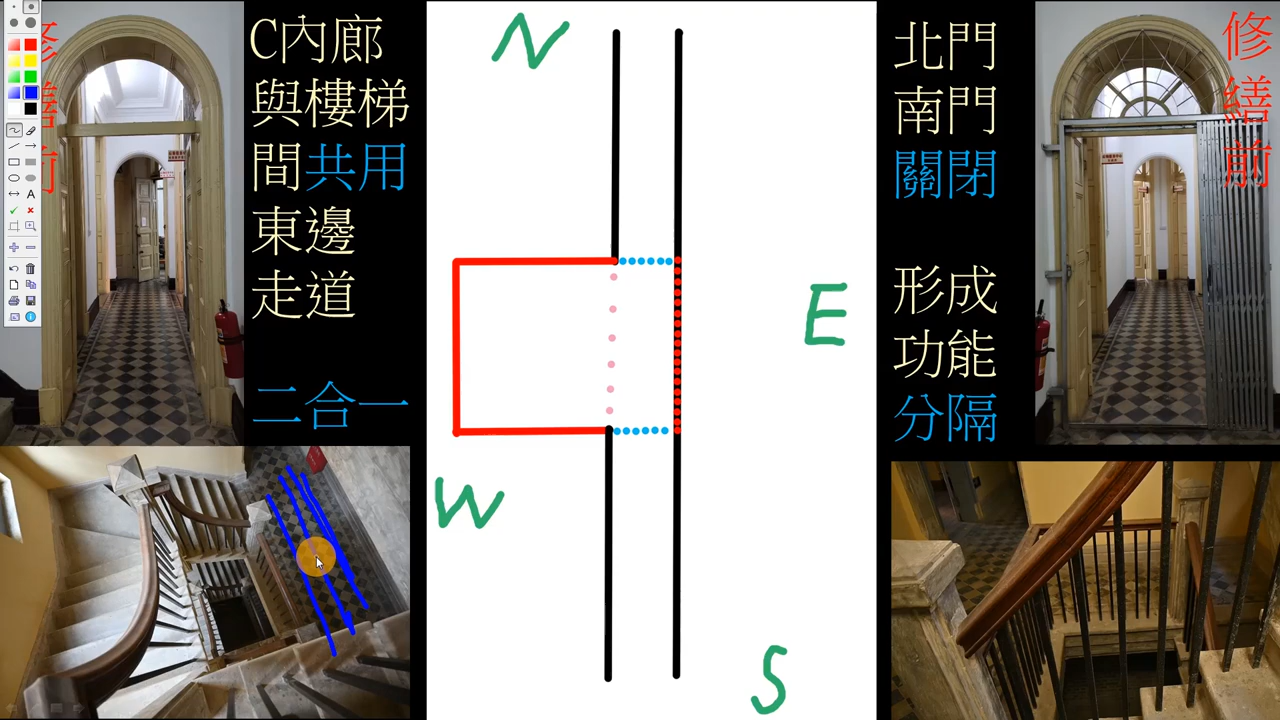 修
繕
前
C內廊
與樓梯
間共用
東邊
走道
二合一
N
E
W
S
北門
南門
關閉
形成
功能
分隔
修
繕
前
A